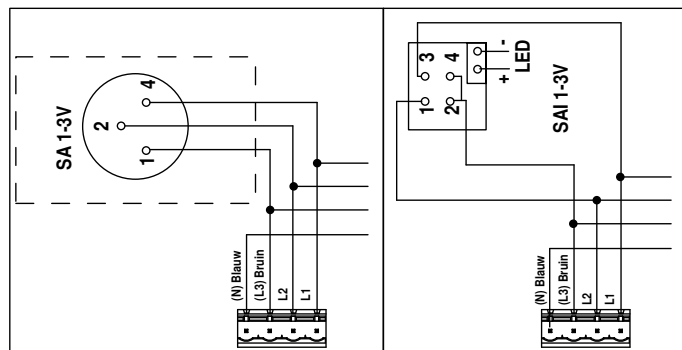 SA 1-3V
4
2
1
(N) Blauw
(L3) Bruin
L2
L1
3
4
1
2
-
+
LED
SAI 1-3V
(N) Blauw
(L3) Bruin
L2
L1